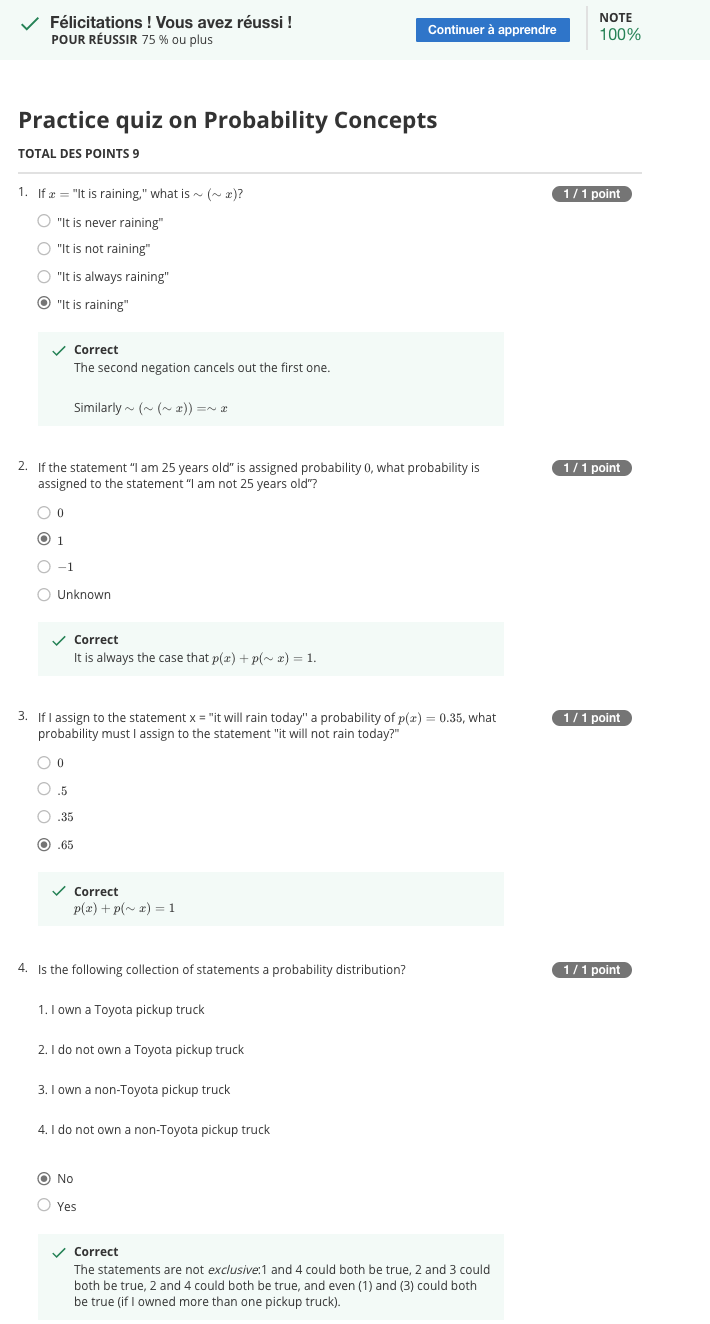 Félicitations ! Vous avez réussi !
POUR RÉUSSIR 75 % ou plus
Continuer à apprendre
NOTE
100%
Practice quiz on Probability Concepts
TOTAL DES POINTS 9
1. If x = "It is raining," what is ∼ (∼ x)?
1 / 1 point
"It is never raining"
"It is not raining"
"It is always raining"
"It is raining"
Correct
The second negation cancels out the first one.
Similarly ∼ (∼ (∼ x)) =∼ x
2. If the statement “I am 25 years old” is assigned probability 0, what probability is
assigned to the statement “I am not 25 years old”?
1 / 1 point
0
1
−1
Unknown
Correct
It is always the case that p(x) + p(∼ x) = 1.
3. If I assign to the statement x = "it will rain today" a probability of p(x) = 0.35, what
probability must I assign to the statement "it will not rain today?"
1 / 1 point
0
.5
.35
.65
Correct
p(x) + p(∼ x) = 1
4. Is the following collection of statements a probability distribution?
1 / 1 point
1. I own a Toyota pickup truck
2. I do not own a Toyota pickup truck
3. I own a non-Toyota pickup truck
4. I do not own a non-Toyota pickup truck
No
Yes
Correct
The statements are not exclusive:1 and 4 could both be true, 2 and 3 could
both be true, 2 and 4 could both be true, and even (1) and (3) could both
be true (if I owned more than one pickup truck).